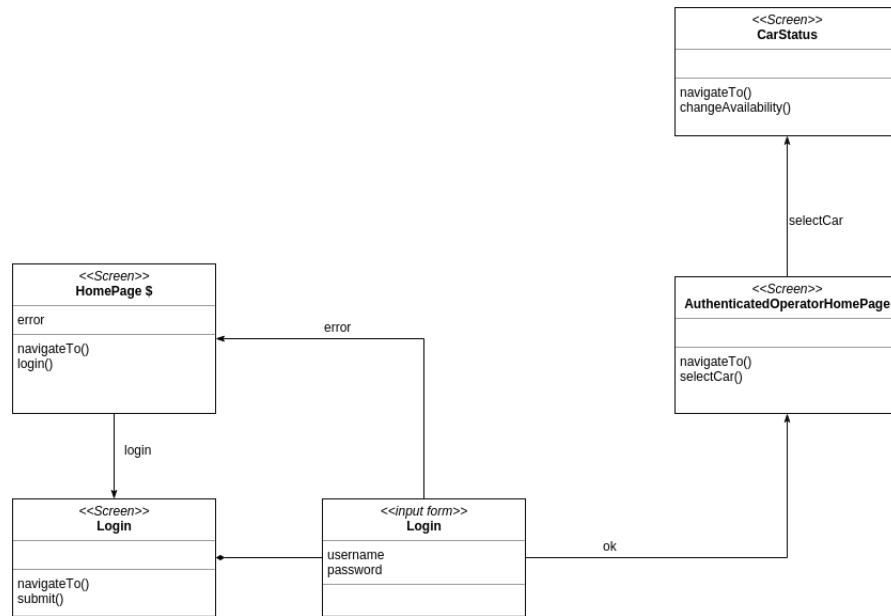 <<Screen>>
CarStatus
navigateTo()
changeAvailability()
selectCar
<<Screen>>
HomePage $
error
navigateTo()
login()
error
<<Screen>>
AuthenticatedOperatorHomePage
navigateTo()
selectCar()
login
<<Screen>>
Login
navigateTo()
submit()
<<input form>>
Login
username
password
ok